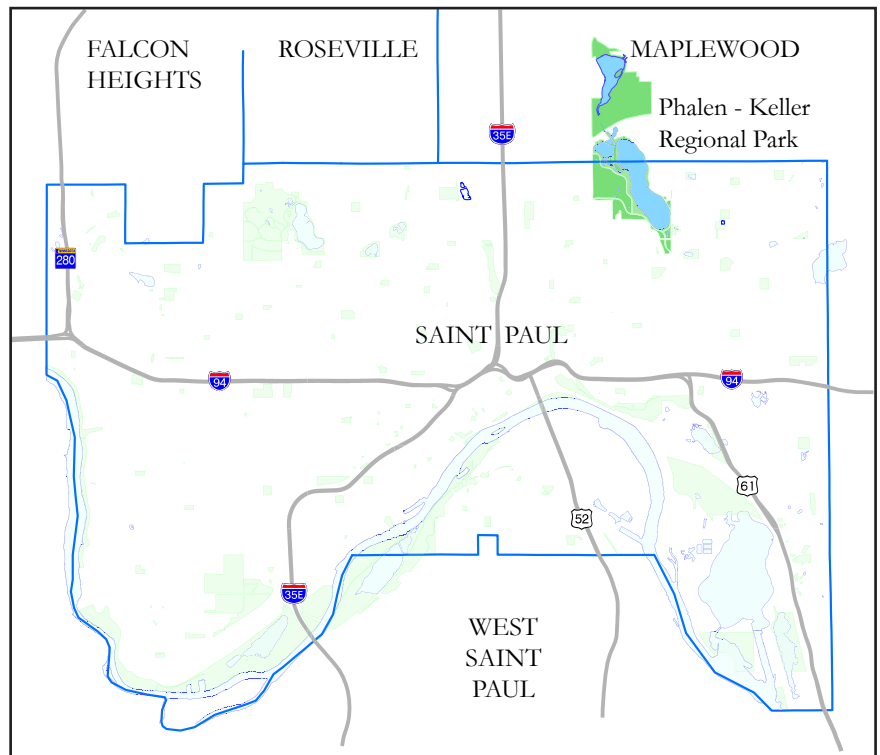 FALCON
HEIGHTS
ROSEVILLE
MAPLEWOOD
Phalen - Keller
Regional Park
35E
280
SAINT PAUL
94
94
61
52
35E
WEST
SAINT
PAUL